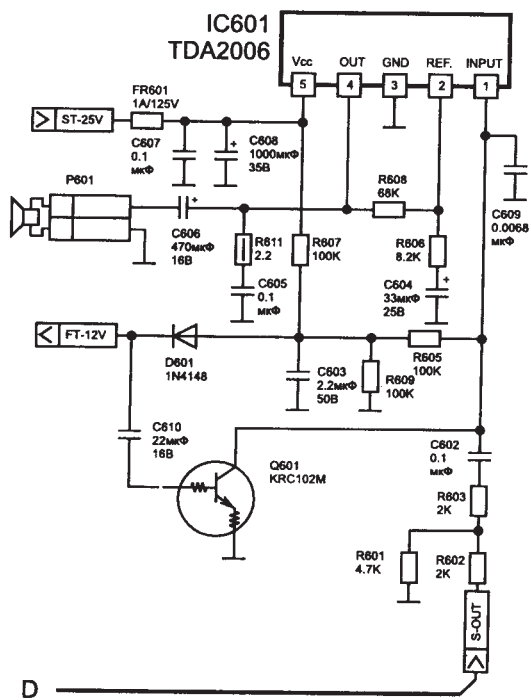 IC601
TDA2006
Vcc OUT GND REF. INPUT
5 4 3 2 1
FR601
1A/125V
ST-25V
C607
0.1
мкФ
C608
1000мкФ
35В
+
P601
R608
68K
C609
0.0068
мкФ
C606
470мкФ
16В
+
R611
2.2
R607
100K
R606
8.2K
C605
0.1
мкФ
C604
33мкФ
25В
+
FT-12V
D601
1N4148
R605
100K
C603
2.2мкФ
50В
R609
100K
C610
22мкФ
16В
Q601
KRC102M
C602
0.1
мкФ
R603
2K
R601
4.7K
R602
2K
S-OUT
D